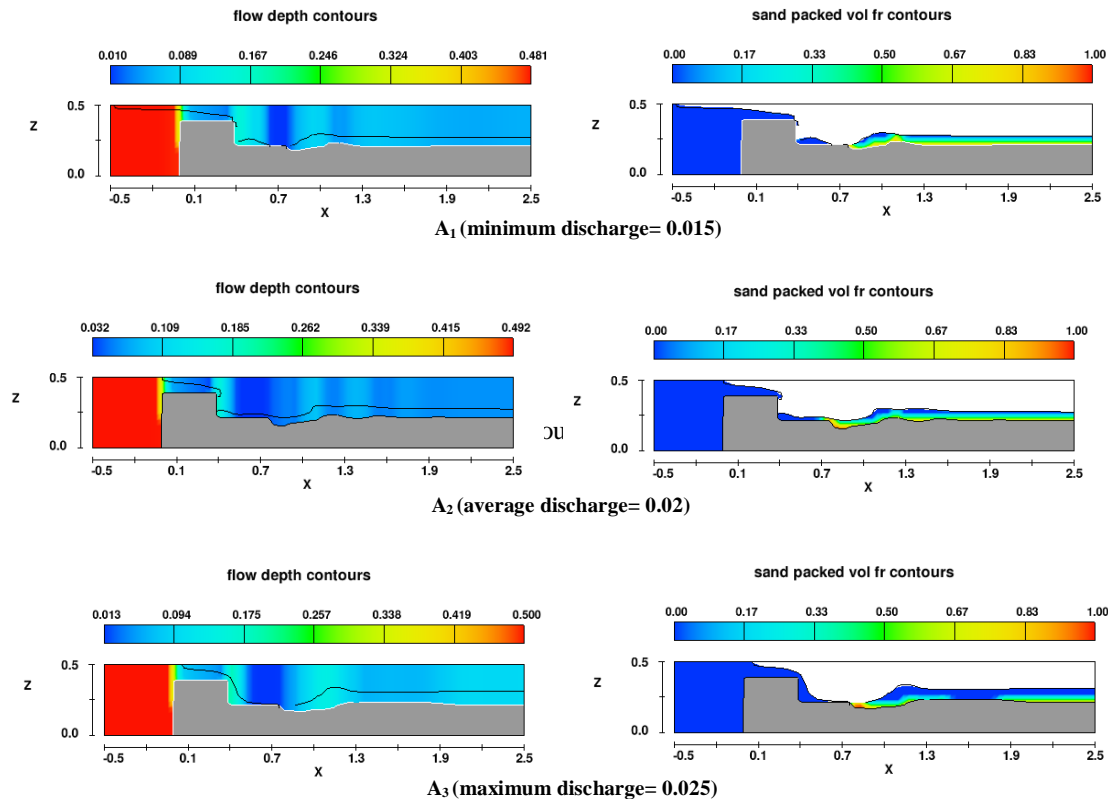 flow depth contours
0.010 0.089 0.167 0.246 0.324 0.403 0.481
0.5
Z
0.0
-0.5 0.1 0.7 1.3 1.9 2.5
X
sand packed vol fr contours
0.00 0.17 0.33 0.50 0.67 0.83 1.00
0.5
Z
0.0
-0.5 0.1 0.7 1.3 1.9 2.5
X
A₁ (minimum discharge= 0.015)
flow depth contours
0.032 0.109 0.185 0.262 0.339 0.415 0.492
0.5
Z
0.0
-0.5 0.1 0.7 1.3 1.9 2.5
X
sand packed vol fr contours
0.00 0.17 0.33 0.50 0.67 0.83 1.00
0.5
Z
0.0
-0.5 0.1 0.7 1.3 1.9 2.5
X
A₂ (average discharge= 0.02)
flow depth contours
0.013 0.094 0.175 0.257 0.338 0.419 0.500
0.5
Z
0.0
-0.5 0.1 0.7 1.3 1.9 2.5
X
sand packed vol fr contours
0.00 0.17 0.33 0.50 0.67 0.83 1.00
0.5
Z
0.0
-0.5 0.1 0.7 1.3 1.9 2.5
X
A₃ (maximum discharge= 0.025)